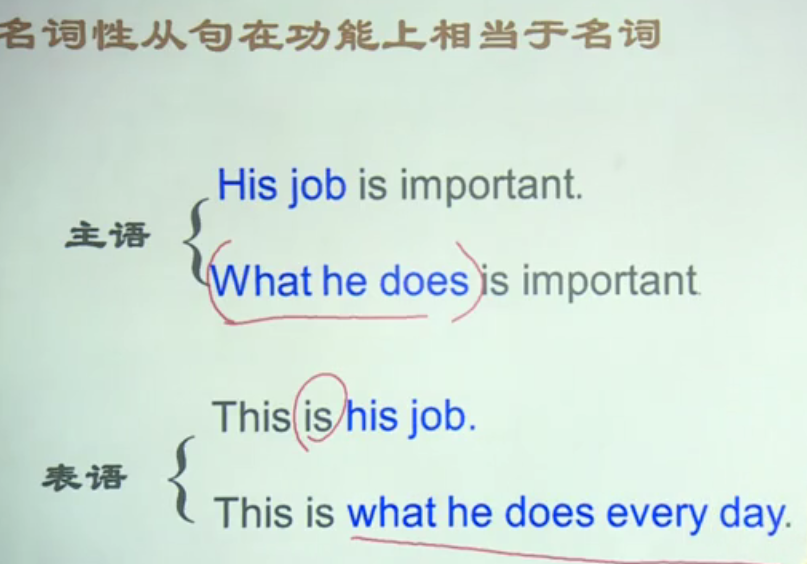 名词性从句在功能上相当于名词
His job is important.
主语
What he does is important.
This is his job.
表语
This is what he does every day.